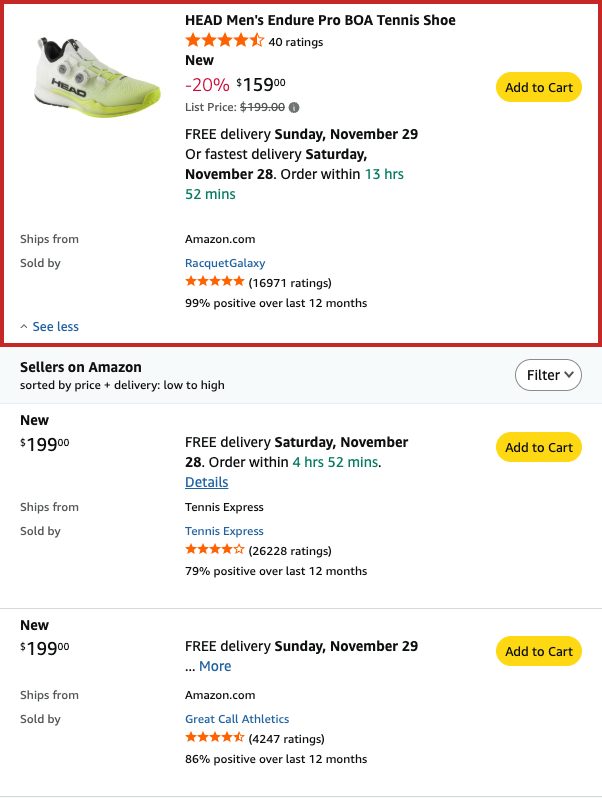 HEAD Men's Endure Pro BOA Tennis Shoe
40 ratings
New
-20% $159⁰⁰
List Price: $199.00
HEAD
Add to Cart
FREE delivery Sunday, November 29
Or fastest delivery Saturday,
November 28. Order within 13 hrs
52 mins
Ships from Amazon.com
Sold by RacquetGalaxy
(16971 ratings)
99% positive over last 12 months
See less
Sellers on Amazon
sorted by price + delivery: low to high
Filter
New
$199⁰⁰
FREE delivery Saturday, November
28. Order within 4 hrs 52 mins.
Details
Add to Cart
Ships from Tennis Express
Sold by Tennis Express
(26228 ratings)
79% positive over last 12 months
New
$199⁰⁰
FREE delivery Sunday, November 29
... More
Add to Cart
Ships from Amazon.com
Sold by Great Call Athletics
(4247 ratings)
86% positive over last 12 months